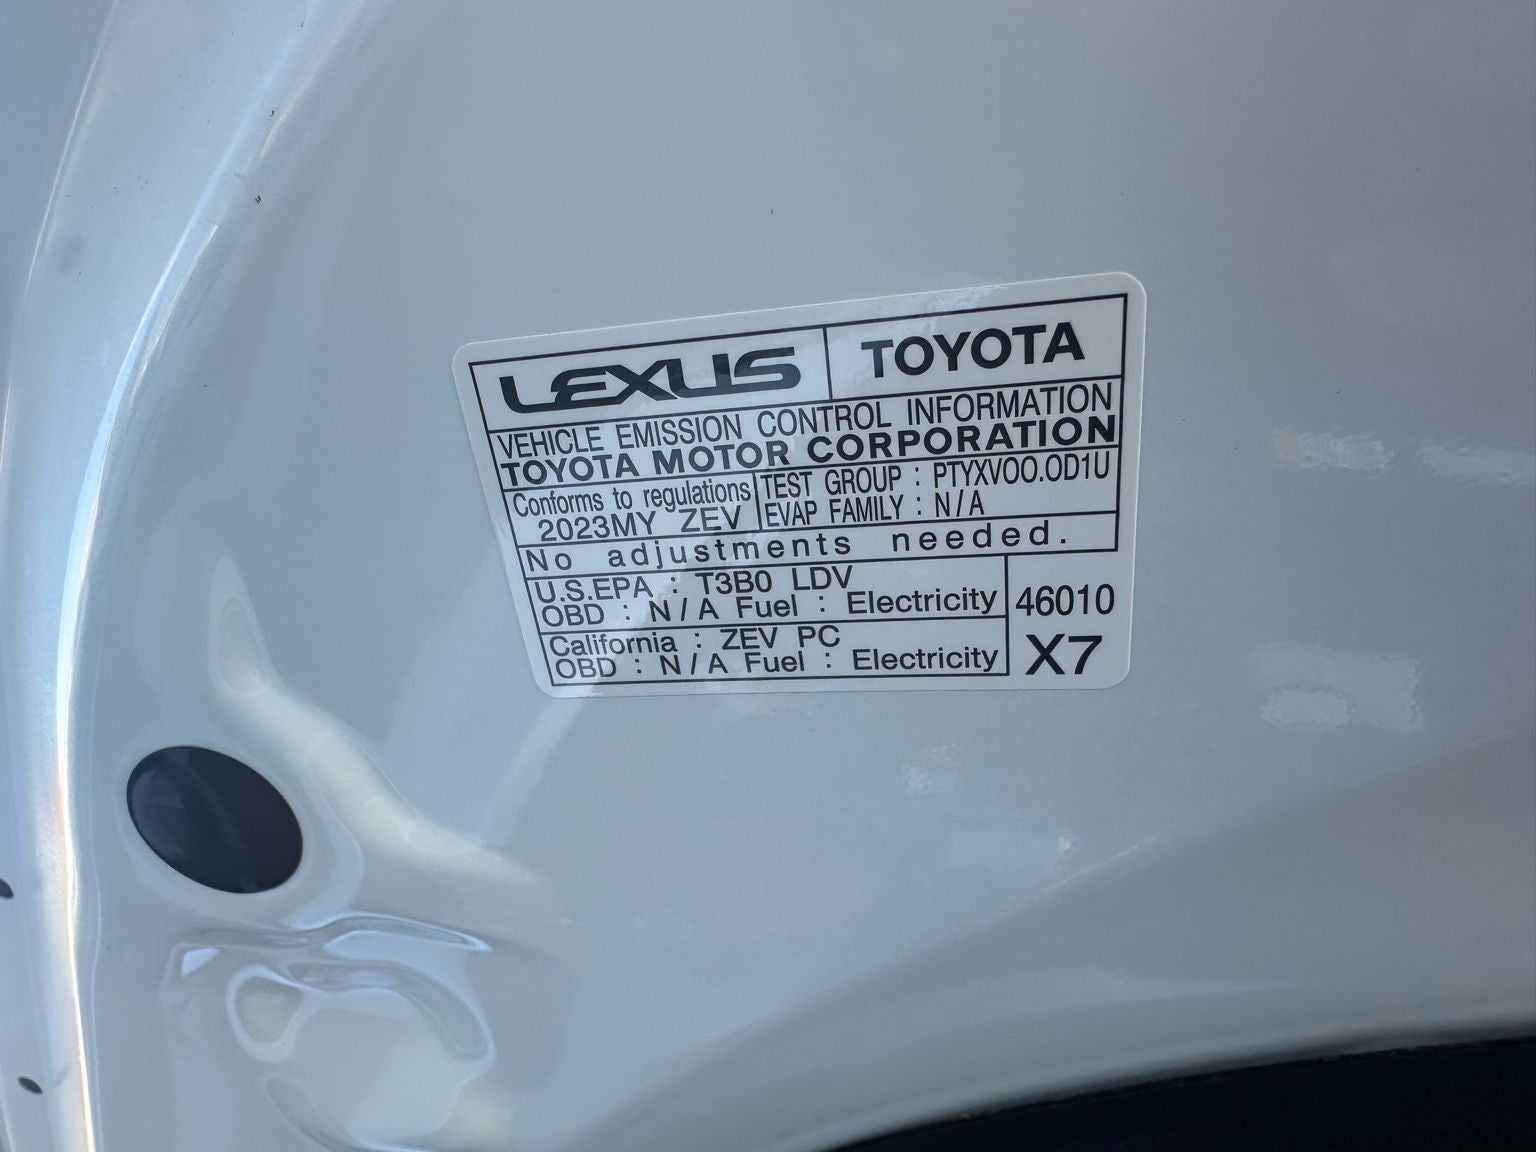 LEXUS TOYOTA
VEHICLE EMISSION CONTROL INFORMATION
TOYOTA MOTOR CORPORATION
Conforms to regulations
2023MY ZEV
TEST GROUP : PTYXV00.0D1U
EVAP FAMILY : N/A
No adjustments needed.
U.S.EPA : T3B0 LDV
OBD : N/A Fuel : Electricity
California : ZEV PC
OBD : N/A Fuel : Electricity
46010
X7